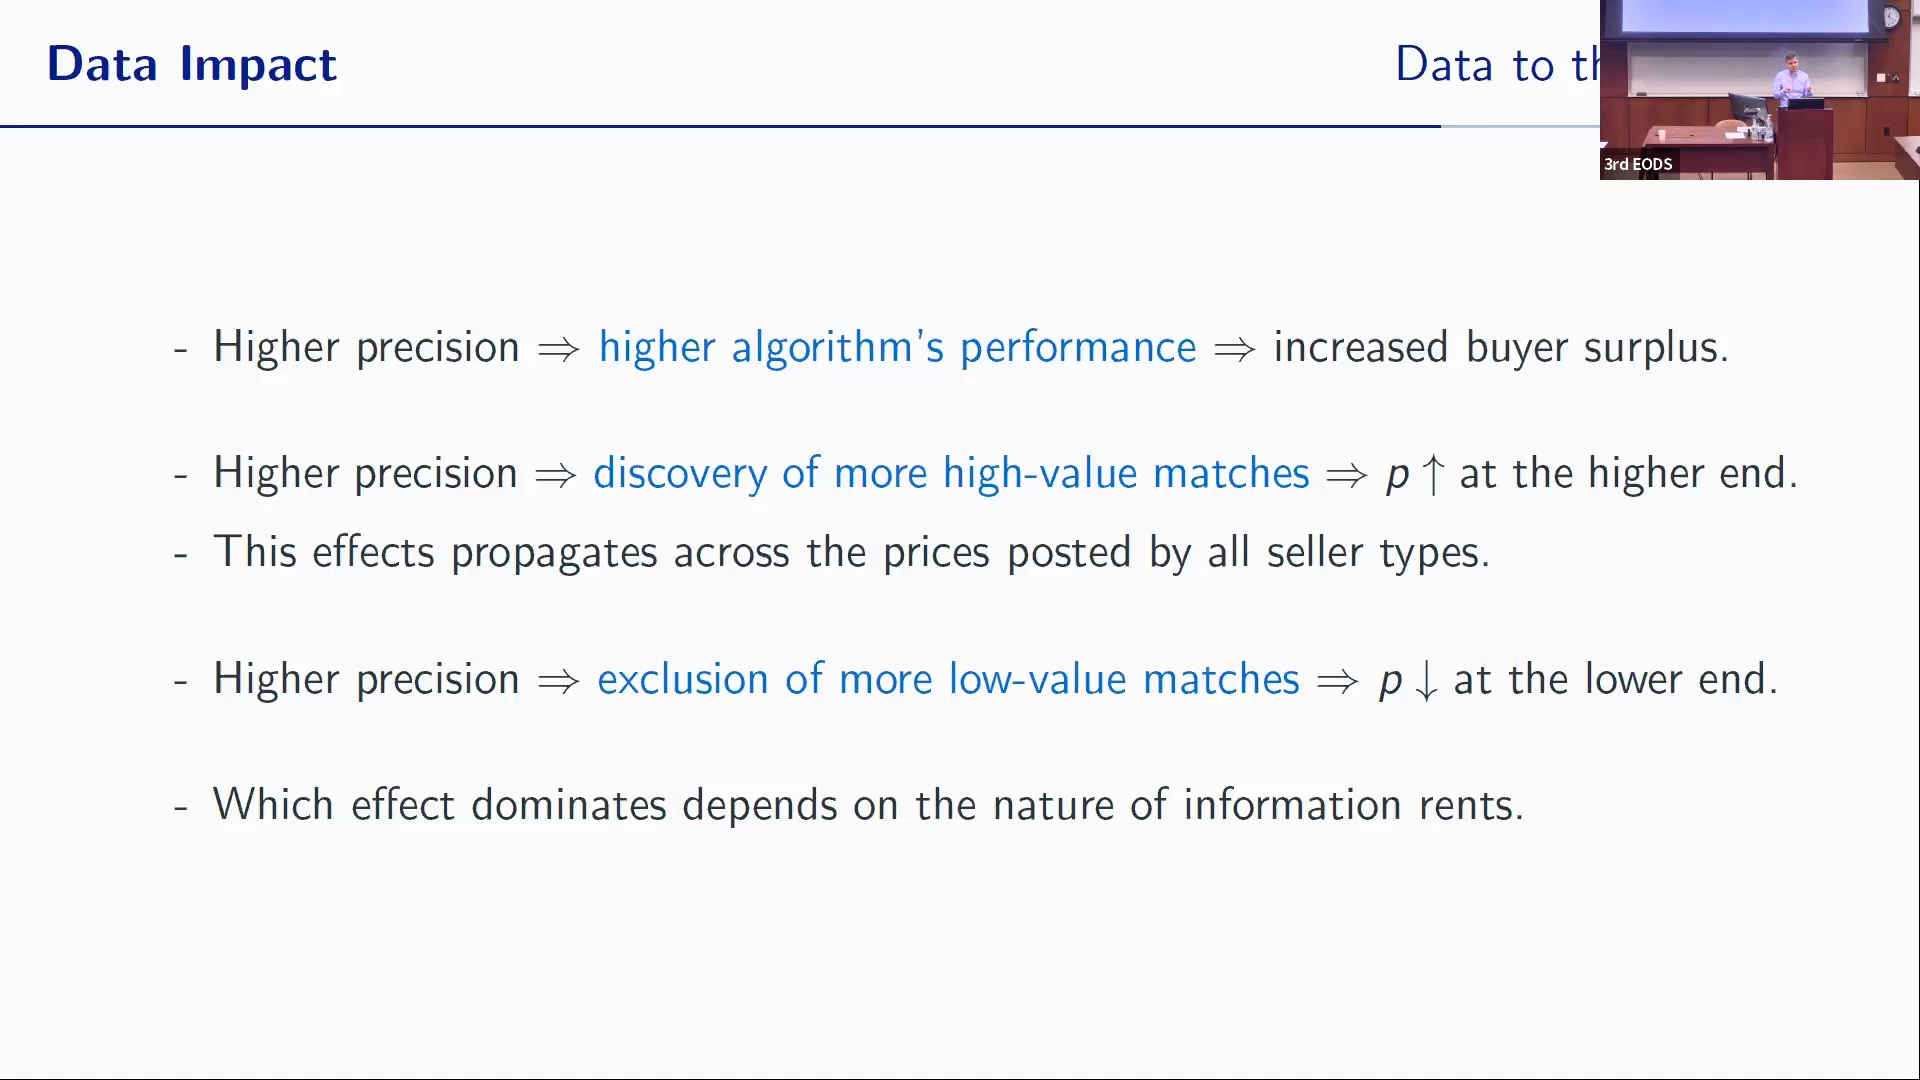 Data Impact
Data to
3rd EODS
- Higher precision ⇒ higher algorithm's performance ⇒ increased buyer surplus.
- Higher precision ⇒ discovery of more high-value matches ⇒ p ↑ at the higher end.
- This effects propagates across the prices posted by all seller types.
- Higher precision ⇒ exclusion of more low-value matches ⇒ p ↓ at the lower end.
- Which effect dominates depends on the nature of information rents.